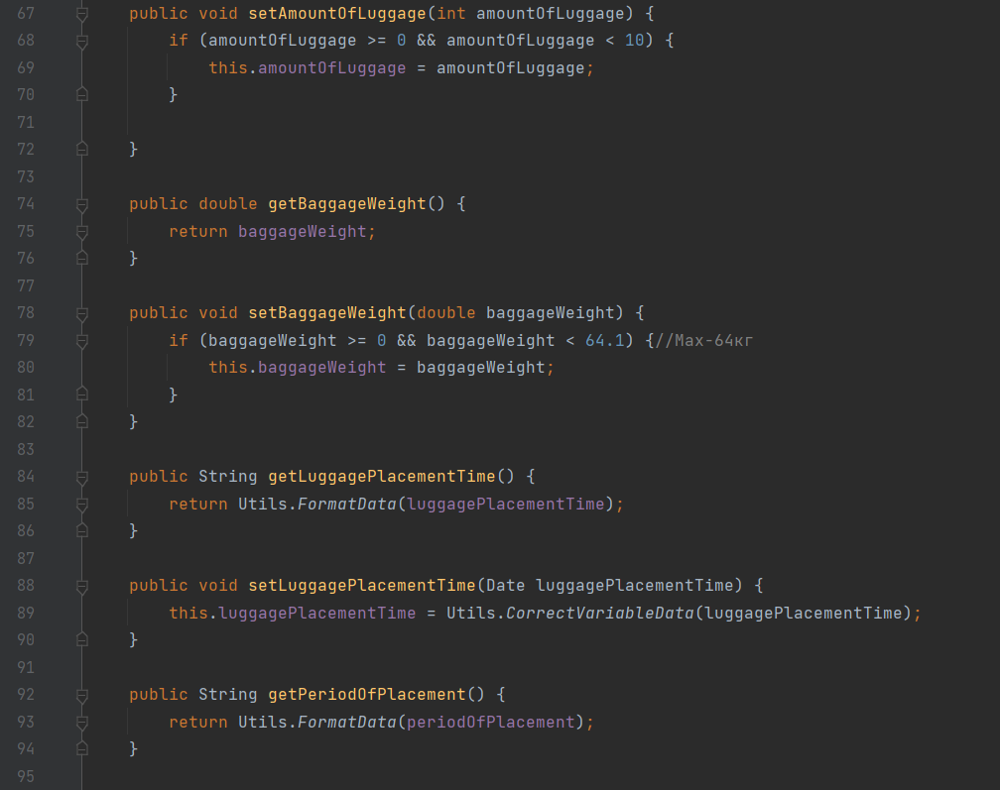 67 public void setAmountOfLuggage(int amountOfLuggage) {
68 if (amountOfLuggage >= 0 && amountOfLuggage < 10) {
69 this.amountOfLuggage = amountOfLuggage;
70 }
71
72 }
73
74 public double getBaggageWeight() {
75 return baggageWeight;
76 }
77
78 public void setBaggageWeight(double baggageWeight) {
79 if (baggageWeight >= 0 && baggageWeight < 64.1) {//Max-64кг
80 this.baggageWeight = baggageWeight;
81 }
82 }
83
84 public String getLuggagePlacementTime() {
85 return Utils.FormatData(luggagePlacementTime);
86 }
87
88 public void setLuggagePlacementTime(Date luggagePlacementTime) {
89 this.luggagePlacementTime = Utils.CorrectVariableData(luggagePlacementTime);
90 }
91
92 public String getPeriodOfPlacement() {
93 return Utils.FormatData(periodOfPlacement);
94 }
95